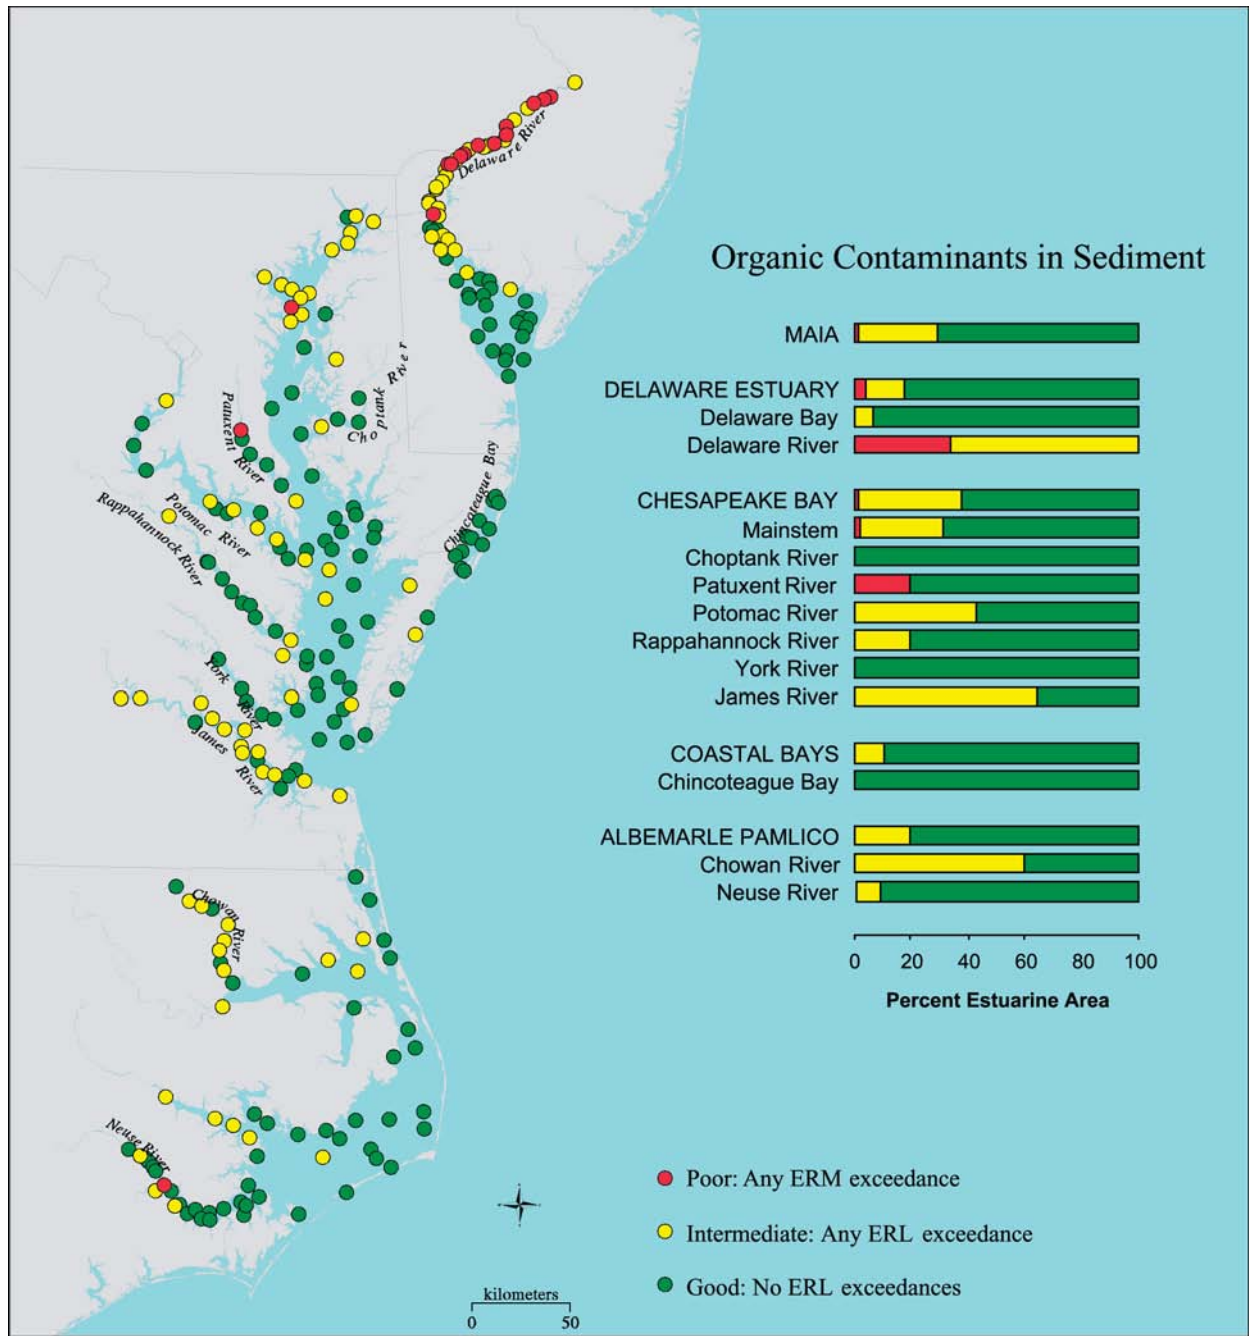 Delaware River
Organic Contaminants in Sediment
MAIA
DELAWARE ESTUARY
Delaware Bay
Delaware River
CHESAPEAKE BAY
Mainstem
Choptank River
Patuxent River
Potomac River
Rappahannock River
York River
James River
COASTAL BAYS
Chincoteague Bay
ALBEMARLE PAMLICO
Chowan River
Neuse River
0 20 40 60 80 100
Percent Estuarine Area
Choptank River
Patuxent River
Chincoteague Bay
Potomac River
Rappahannock River
York River
James River
Chowan River
Neuse River
Poor: Any ERM exceedance
Intermediate: Any ERL exceedance
Good: No ERL exceedances
kilometers
0 50